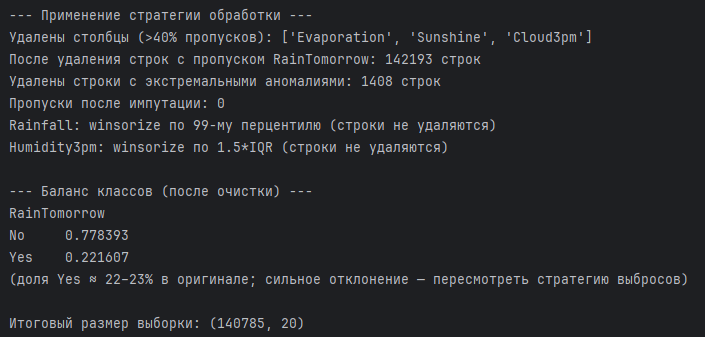 --- Применение стратегии обработки ---
Удалены столбцы (>40% пропусков): ['Evaporation', 'Sunshine', 'Cloud3pm']
После удаления строк с пропуском RainTomorrow: 142193 строк
Удалены строки с экстремальными аномалиями: 1408 строк
Пропуски после импутации: 0
Rainfall: winsorize по 99-му перцентилю (строки не удаляются)
Humidity3pm: winsorize по 1.5*IQR (строки не удаляются)

--- Баланс классов (после очистки) ---
RainTomorrow
No     0.778393
Yes    0.221607
(доля Yes ≈ 22–23% в оригинале; сильное отклонение — пересмотреть стратегию выбросов)

Итоговый размер выборки: (140785, 20)